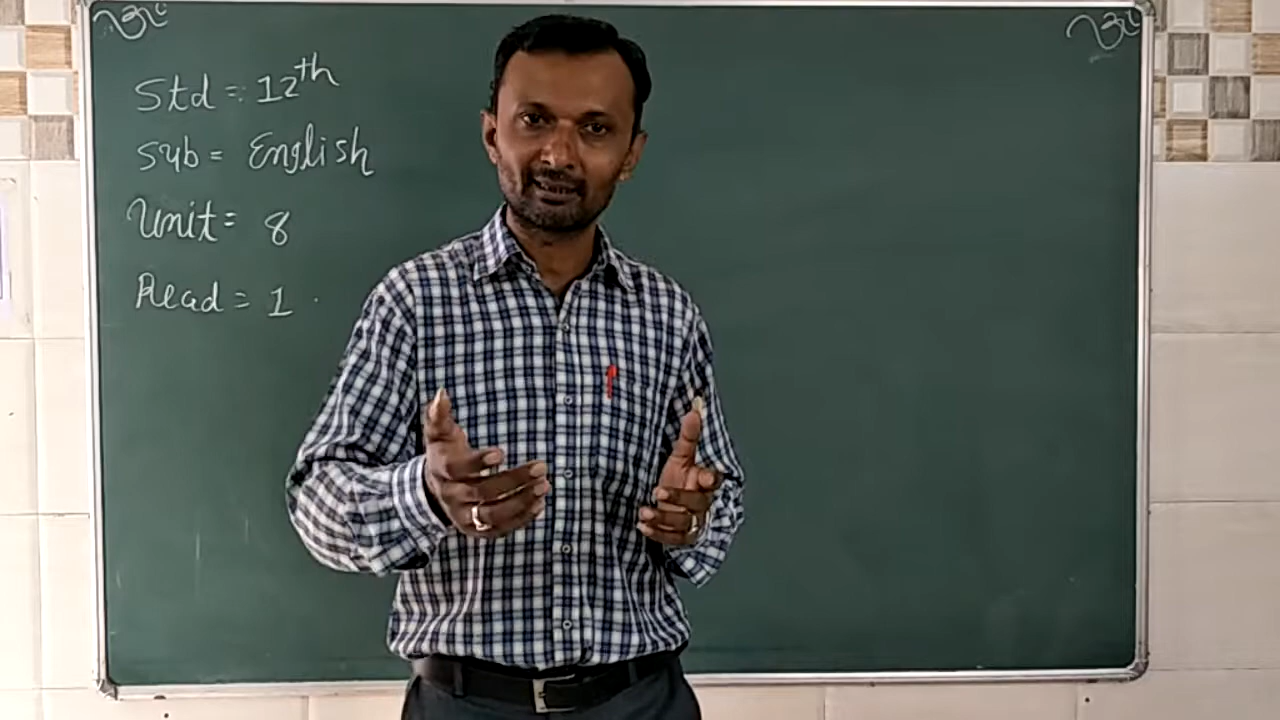 Std = 12th
Sub = English
Unit = 8
Read = 1